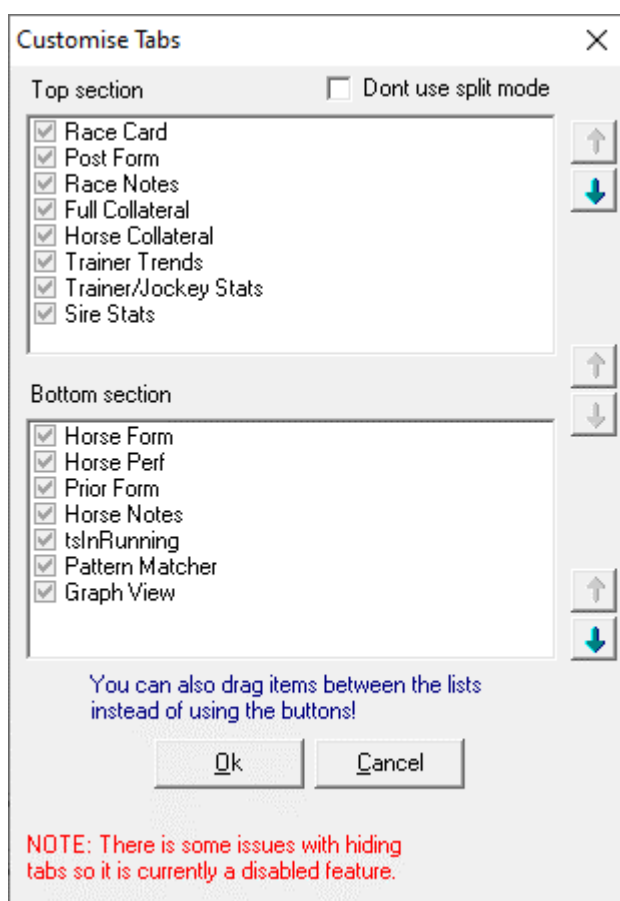 Customise Tabs
Top section
Dont use split mode
Race Card
Post Form
Race Notes
Full Collateral
Horse Collateral
Trainer Trends
Trainer/Jockey Stats
Sire Stats
Bottom section
Horse Form
Horse Perf
Prior Form
Horse Notes
tsInRunning
Pattern Matcher
Graph View
You can also drag items between the lists
instead of using the buttons!
Ok
Cancel
NOTE: There is some issues with hiding
tabs so it is currently a disabled feature.